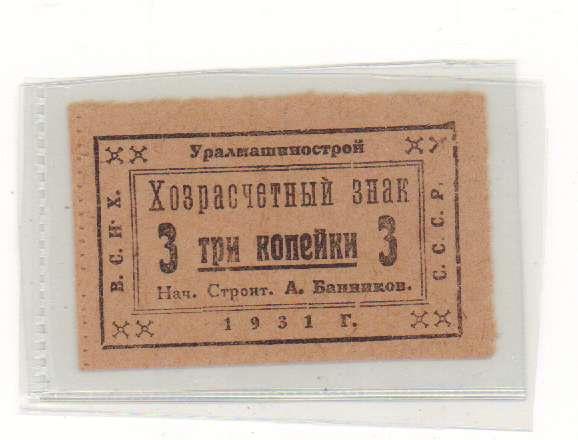 Уралмашинострой
В. С. Н. Х.
Хозрасчетный знак
3 три копейки 3
Нач. Строит. А. Банников.
С. С. С. Р.
1931 г.